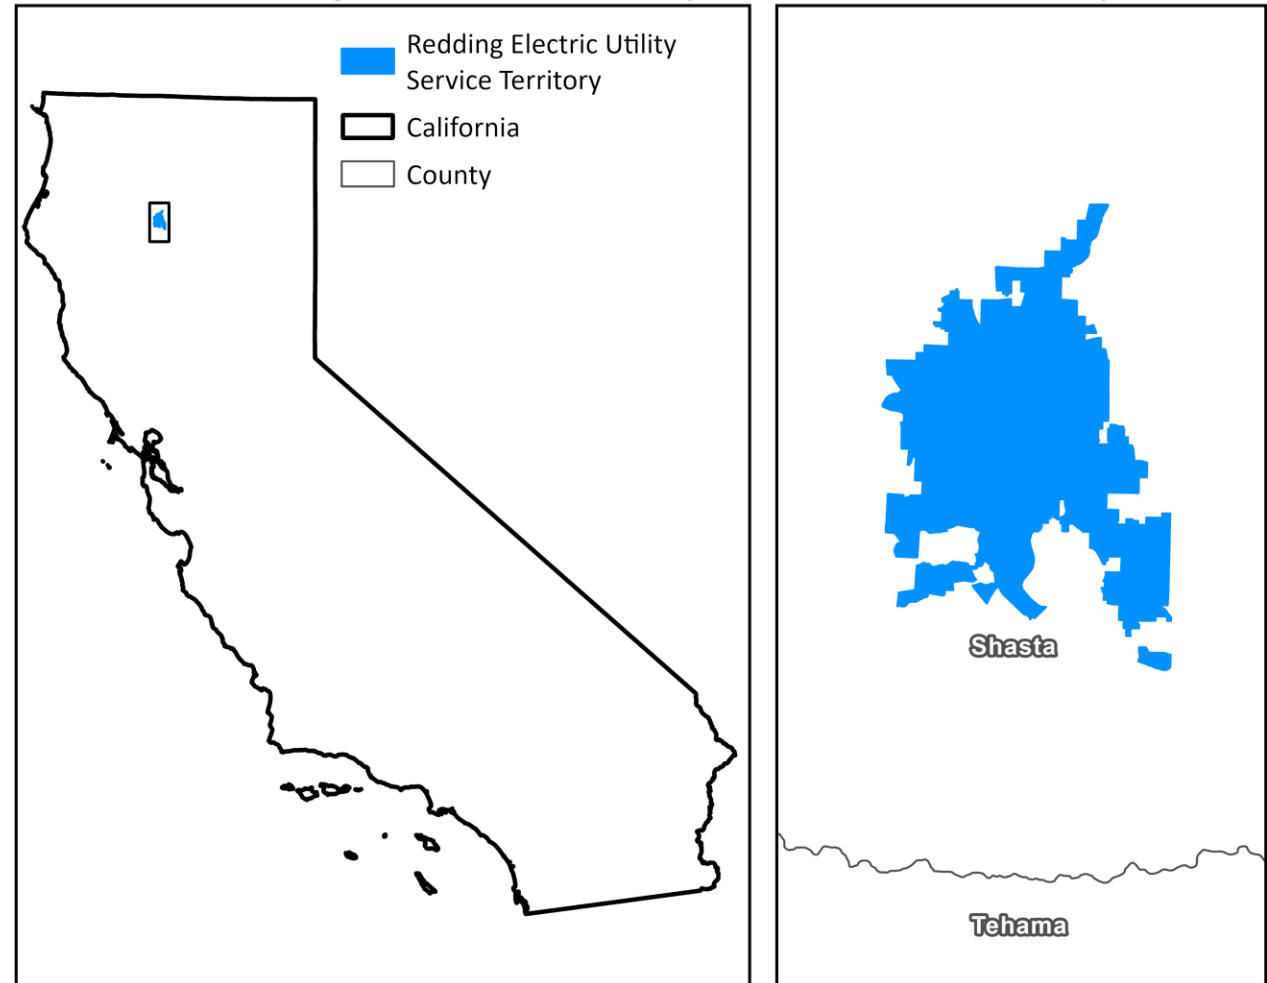 Redding Electric Utility
Service Territory
California
County
Shasta
Tehama